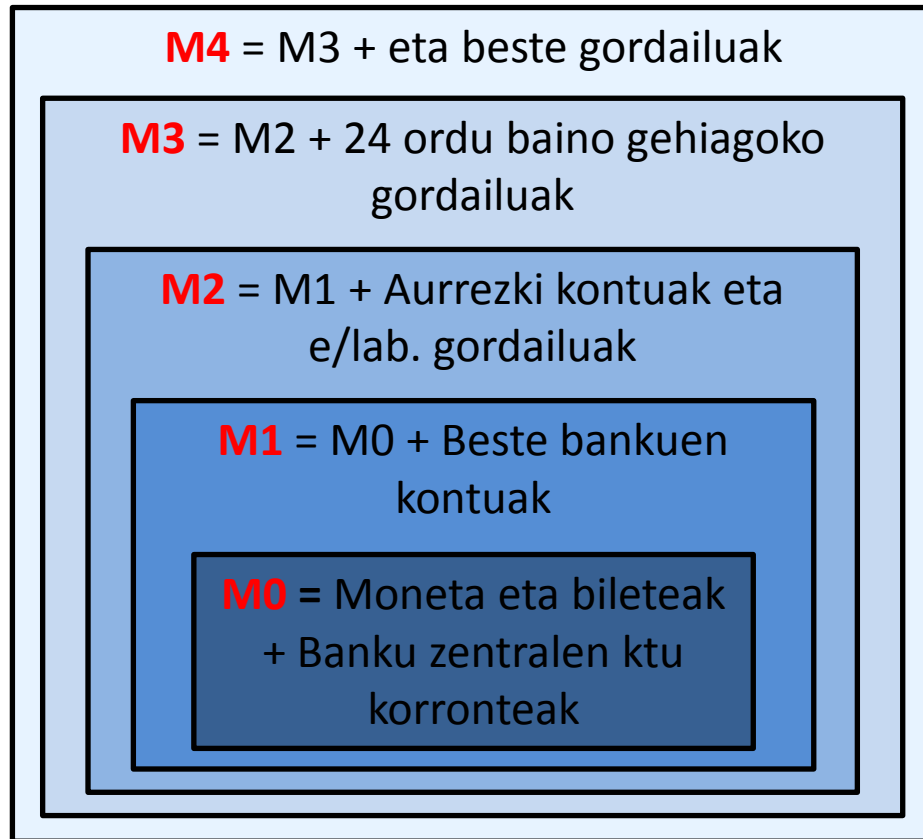 M4 = M3 + eta beste gordailuak
M3 = M2 + 24 ordu baino gehiagoko
gordailuak
M2 = M1 + Aurrezki kontuak eta
e/lab. gordailuak
M1 = M0 + Beste bankuen
kontuak
M0 = Moneta eta bileteak
+ Banku zentralen ktu
korronteak